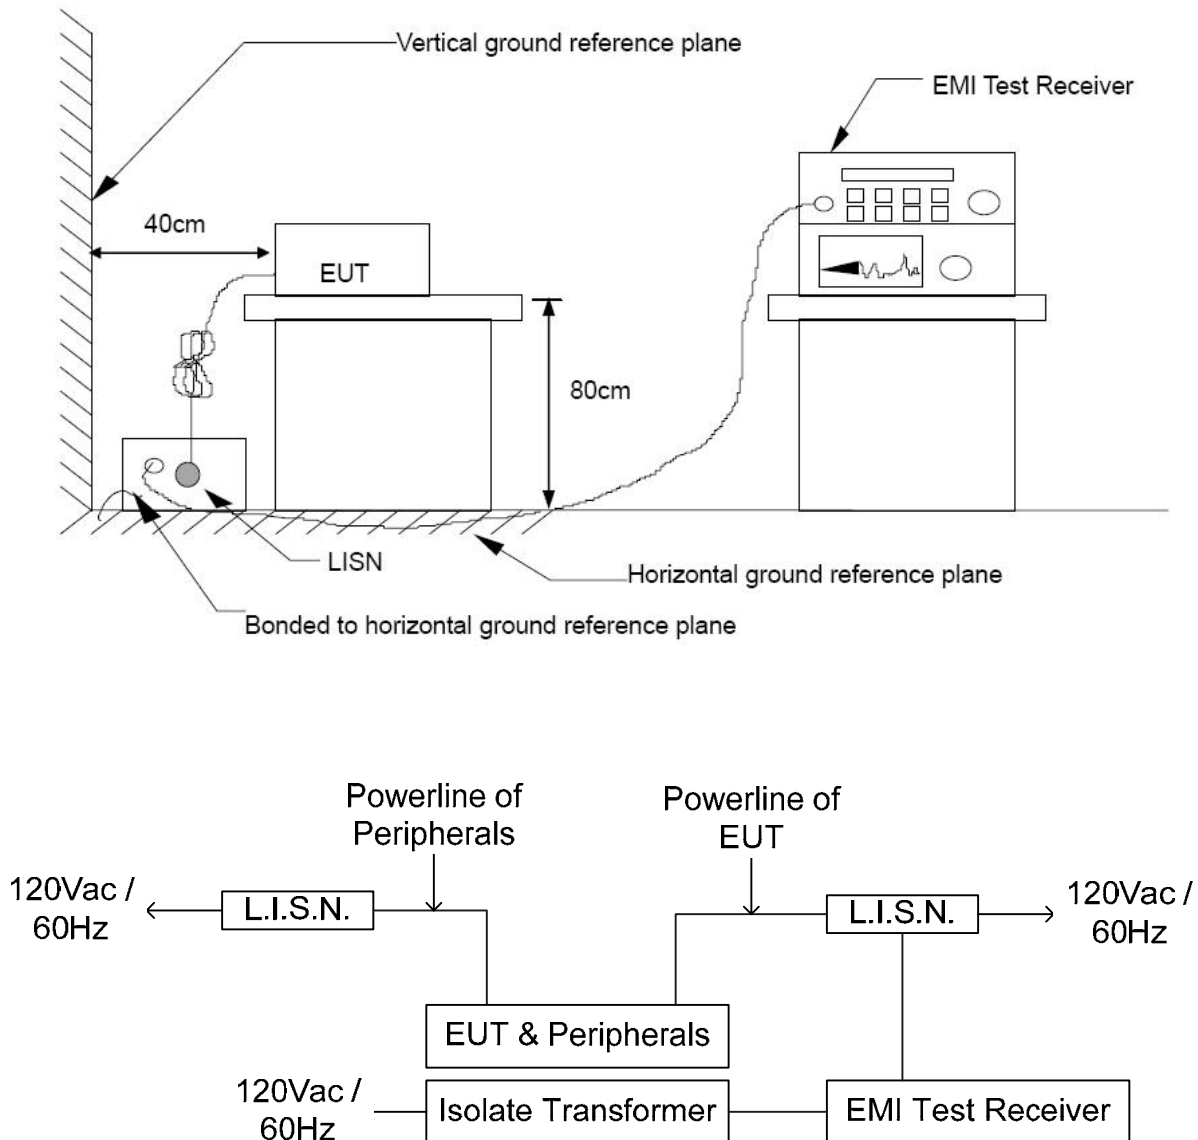 Vertical ground reference plane
EMI Test Receiver
40cm
EUT
80cm
LISN
Horizontal ground reference plane
Bonded to horizontal ground reference plane
Powerline of
Peripherals
Powerline of
EUT
120Vac /
60Hz
L.I.S.N.
L.I.S.N.
120Vac /
60Hz
EUT & Peripherals
120Vac /
60Hz
Isolate Transformer
EMI Test Receiver